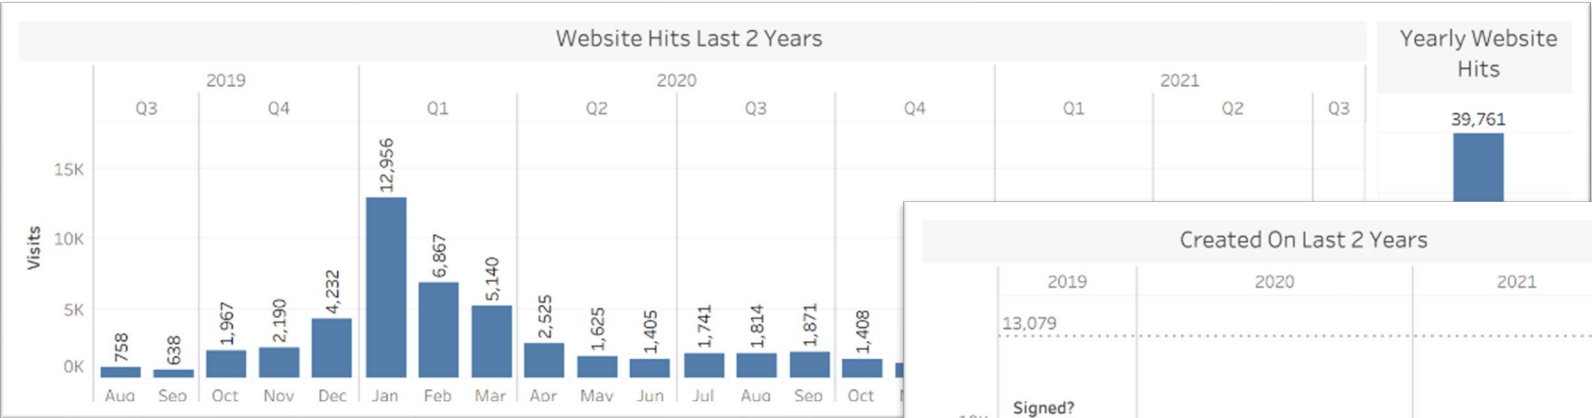 Website Hits Last 2 Years
Yearly Website
Hits
2019 2020 2021
Q3 Q4 Q1 Q2 Q3 Q4 Q1 Q2 Q3
39,761
15K
10K
5K
0K
Visits
758 638 1,967 2,190 4,232 12,956 6,867 5,140 2,525 1,625 1,405 1,741 1,814 1,871 1,408
Aug Sep Oct Nov Dec Jan Feb Mar Apr May Jun Jul Aug Sep Oct
Created On Last 2 Years
2019 2020 2021
13,079
Signed?